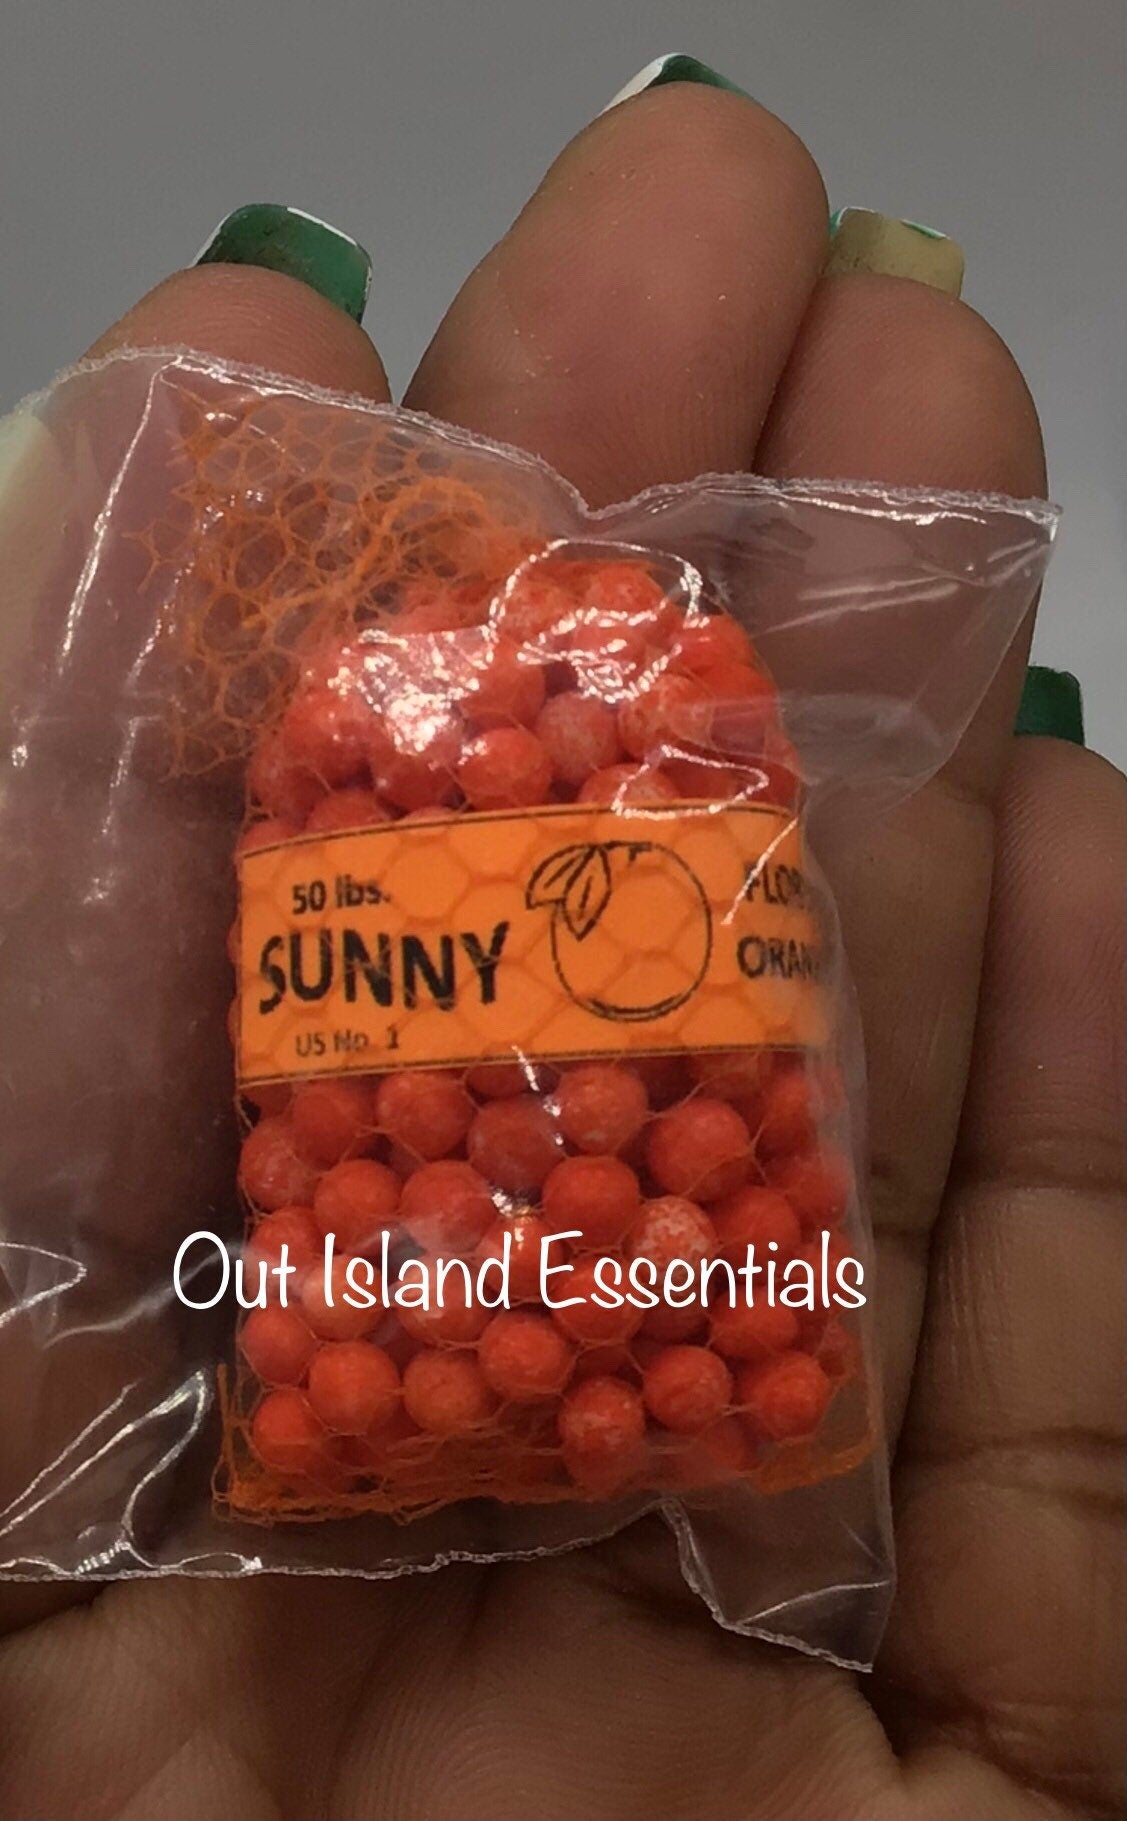 50 lbs.
SUNNY
US No. 1
Out Island Essentials